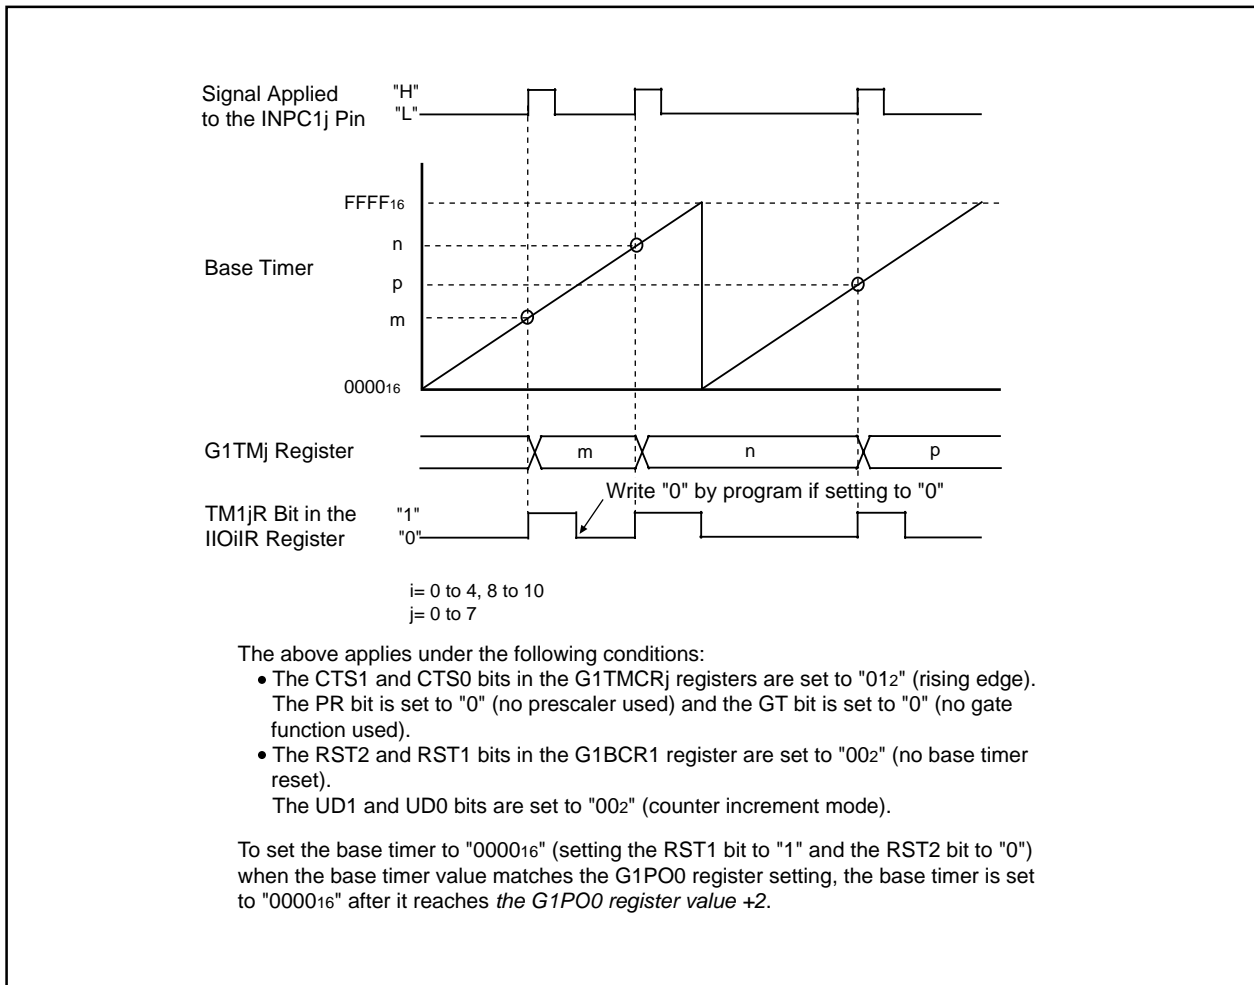 Signal Applied
to the INPC1j Pin
"H"
"L"
Base Timer
FFFF16
n
p
m
000016
G1TMj Register
m
n
p
Write "0" by program if setting to "0"
TM1jR Bit in the
IIOiIR Register
"1"
"0"
i= 0 to 4, 8 to 10
j= 0 to 7
The above applies under the following conditions:
• The CTS1 and CTS0 bits in the G1TMCRj registers are set to "012" (rising edge).
The PR bit is set to "0" (no prescaler used) and the GT bit is set to "0" (no gate
function used).
• The RST2 and RST1 bits in the G1BCR1 register are set to "002" (no base timer
reset).
The UD1 and UD0 bits are set to "002" (counter increment mode).
To set the base timer to "000016" (setting the RST1 bit to "1" and the RST2 bit to "0")
when the base timer value matches the G1PO0 register setting, the base timer is set
to "000016" after it reaches the G1PO0 register value +2.